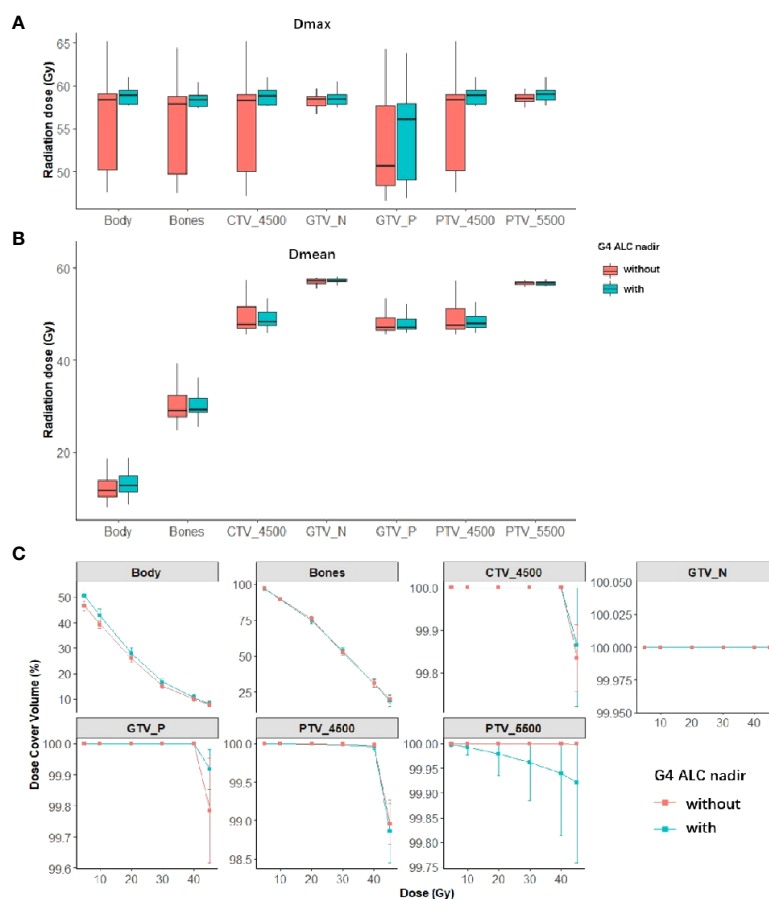 A
Dmax
Radiation dose (Gy)
65
60
55
50
Body Bones CTV_4500 GTV_N GTV_P PTV_4500 PTV_5500
B
Dmean
Radiation dose (Gy)
60
40
20
Body Bones CTV_4500 GTV_N GTV_P PTV_4500 PTV_5500
G4 ALC nadir
without
with
C
Dose Cover Volume (%)
Body
50
40
30
20
10
Bones
100
75
50
25
CTV_4500
100.0
99.9
99.8
GTV_N
100.050
100.025
100.000
99.975
99.950
10 20 30 40
GTV_P
100.0
99.9
99.8
99.7
99.6
10 20 30 40
PTV_4500
100.0
99.5
99.0
98.5
10 20 30 40
PTV_5500
100.00
99.95
99.90
99.85
99.80
99.75
10 20 30 40
Dose (Gy)
G4 ALC nadir
without
with